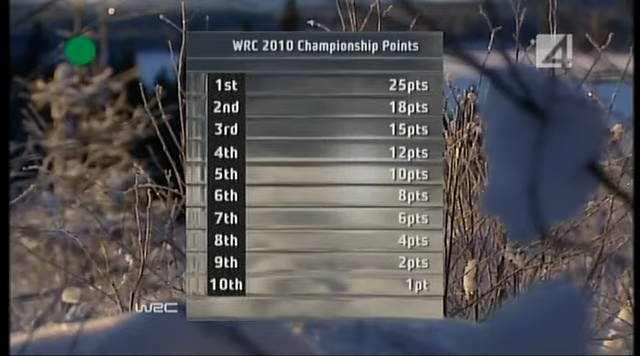 4
WRC 2010 Championship Points
1st 25pts
2nd 18pts
3rd 15pts
4th 12pts
5th 10pts
6th 8pts
7th 6pts
8th 4pts
9th 2pts
10th 1pt
WRC